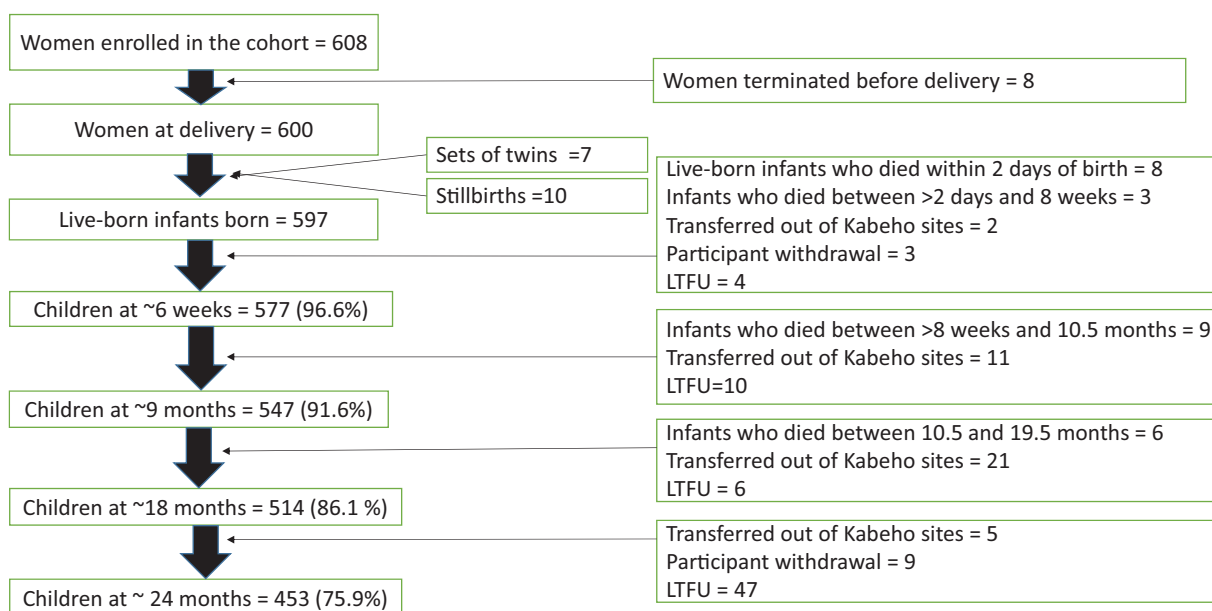 Women enrolled in the cohort = 608
Women terminated before delivery = 8
Women at delivery = 600
Sets of twins =7
Stillbirths =10
Live-born infants born = 597
Live-born infants who died within 2 days of birth = 8
Infants who died between >2 days and 8 weeks = 3
Transferred out of Kabeho sites = 2
Participant withdrawal = 3
LTFU = 4
Children at ~6 weeks = 577 (96.6%)
Infants who died between >8 weeks and 10.5 months = 9
Transferred out of Kabeho sites = 11
LTFU=10
Children at ~9 months = 547 (91.6%)
Infants who died between 10.5 and 19.5 months = 6
Transferred out of Kabeho sites = 21
LTFU = 6
Children at ~18 months = 514 (86.1 %)
Transferred out of Kabeho sites = 5
Participant withdrawal = 9
LTFU = 47
Children at ~ 24 months = 453 (75.9%)